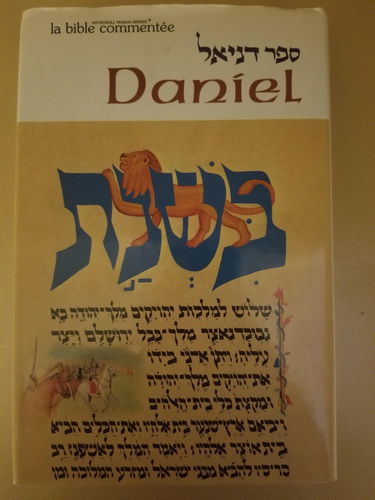 ARTSCROLL TANACH SERIES®
la bible commentée
ספר דניאל
Daniel
בִּשְׁנַת
שלוש למלכות יהויקים מלך־יהודה בא
נבוכדנאצר מלך־בבל ירושלם ויצר
עליה: ויתן אדני בידו
את־יהויקים מלך־יהודה
ומקצת כלי בית־האלהים
ויביאם ארץ־שנער בית אלהיו ואת־הכלים הביא
בית אוצר אלהיו: ויאמר המלך לאשפנז רב
סריסיו להביא מבני ישראל ומזרע המלוכה ומן